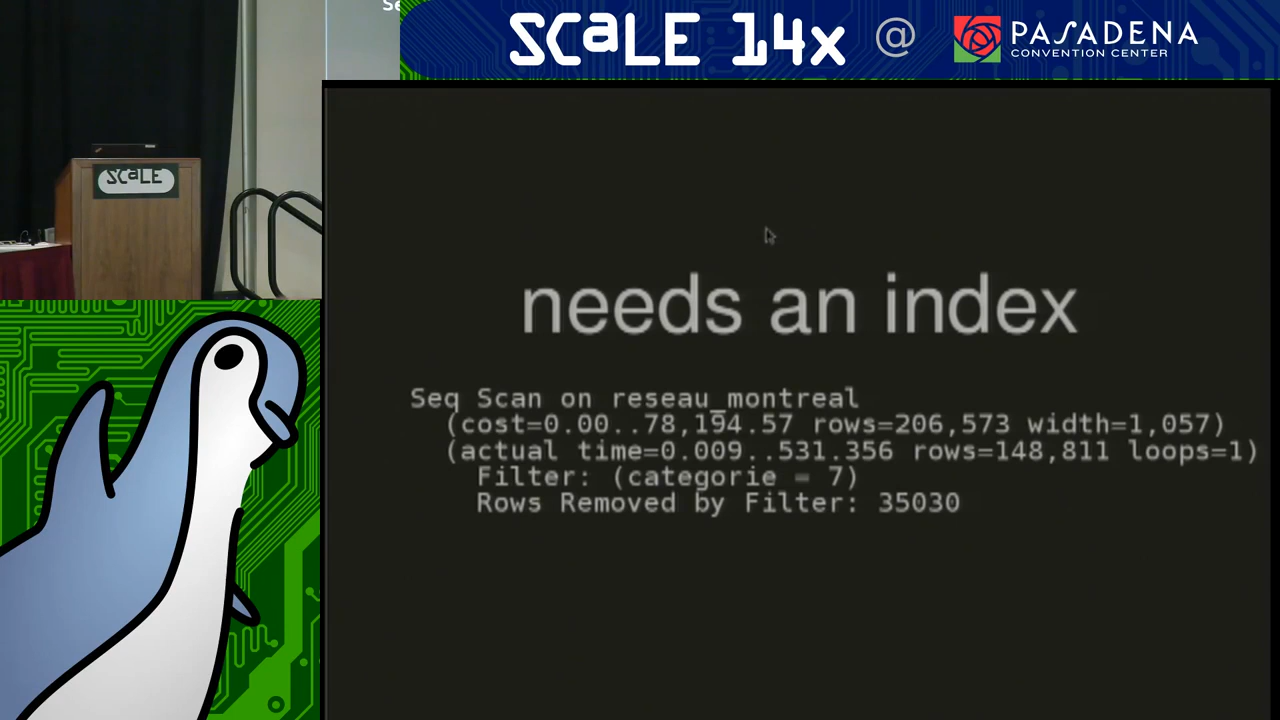 Se
SCaLE 14x @ PASADENA
CONVENTION CENTER
SCaLE
needs an index
Seq Scan on reseau_montreal
(cost=0.00..78,194.57 rows=206,573 width=1,057)
(actual time=0.009..531.356 rows=148,811 loops=1)
Filter: (categorie = 7)
Rows Removed by Filter: 35030